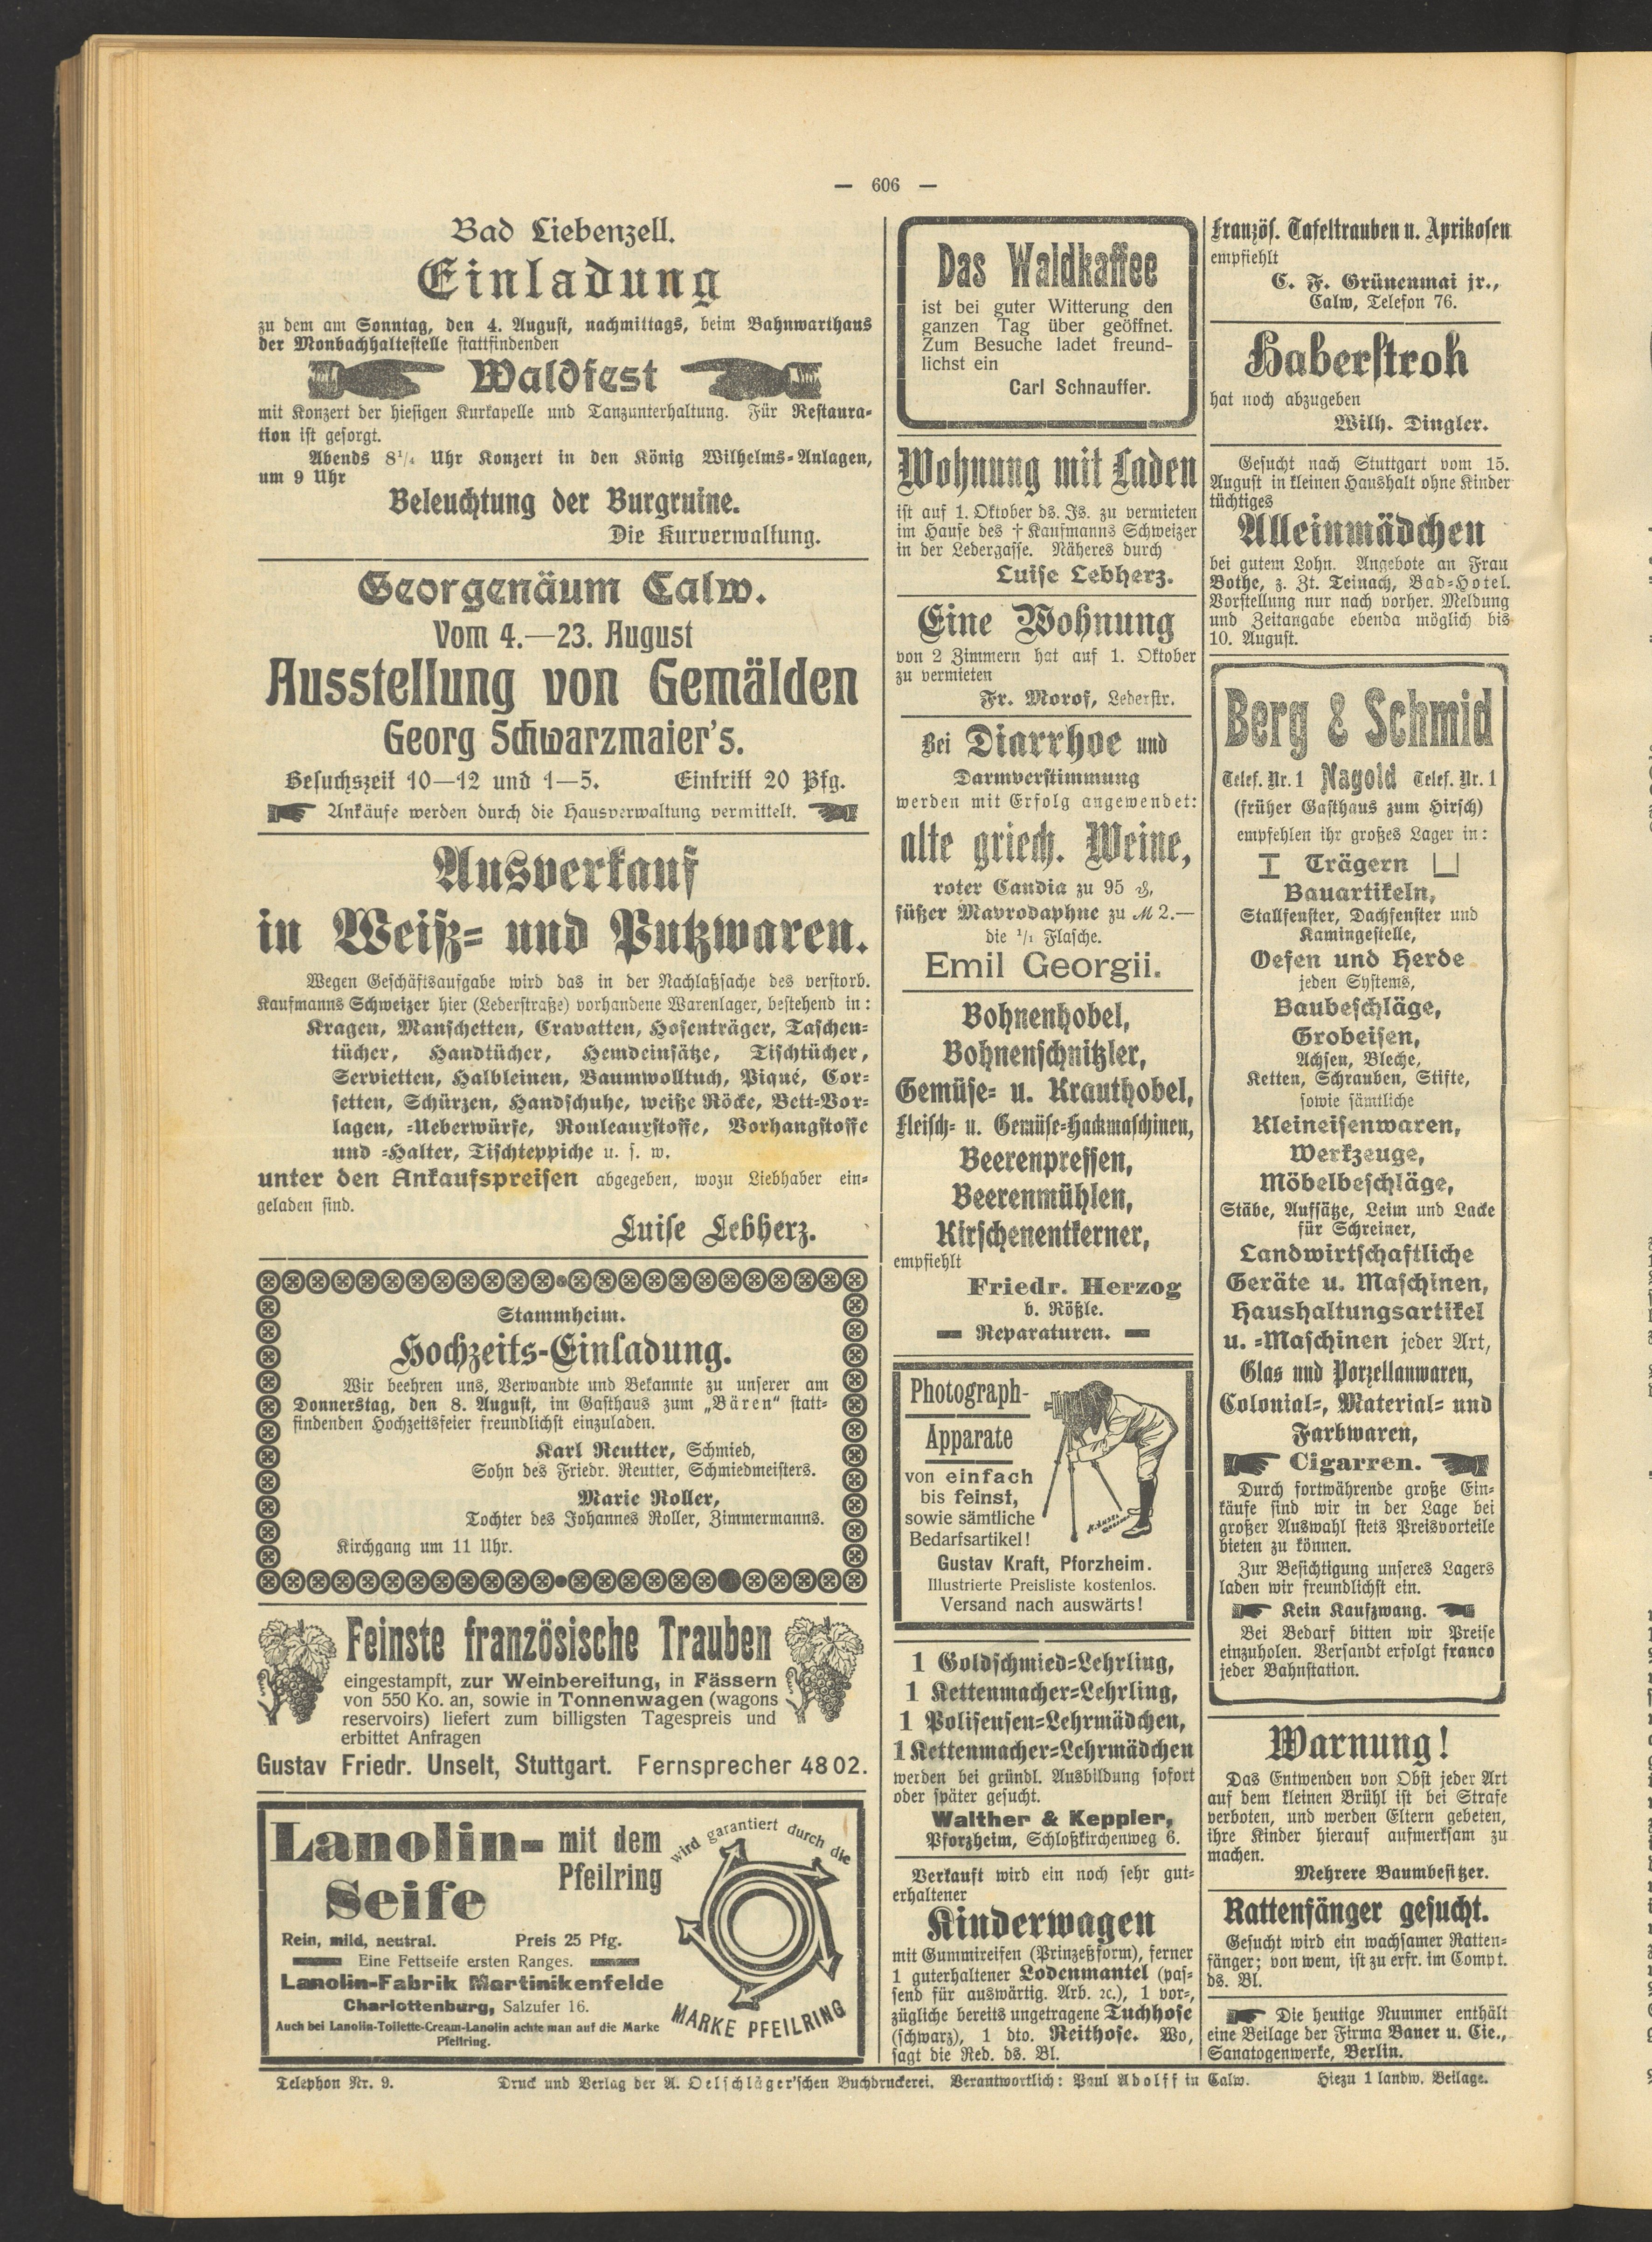 — 606 —
Bad Liebenzell.
Einladung
zu dem am Sonntag, den 4. August, nachmittags, beim Bahnwarthaus
der Monbachhaltestelle stattfindenden
Waldfest
mit Konzert der hiesigen Kurkapelle und Tanzunterhaltung. Für Restaura-
tion ist gesorgt.
Abends 8¹/₄ Uhr Konzert in den König Wilhelms-Anlagen,
um 9 Uhr
Beleuchtung der Burgruine.
Die Kurverwaltung.
Georgenäum Calw.
Vom 4.—23. August
Ausstellung von Gemälden
Georg Schwarzmaier's.
Besuchszeit 10—12 und 1—5. Eintritt 20 Pfg.
Ankäufe werden durch die Hausverwaltung vermittelt.
Ausverkauf
in Weiß- und Putzwaren.
Wegen Geschäftsaufgabe wird das in der Nachlaßsache des verstorb.
Kaufmanns Schweizer hier (Lederstraße) vorhandene Warenlager, bestehend in:
Kragen, Manschetten, Cravatten, Hosenträger, Taschen-
tücher, Handtücher, Hemdeinsätze, Tischtücher,
Servietten, Halbleinen, Baumwolltuch, Piqué, Cor-
setten, Schürzen, Handschuhe, weiße Röcke, Bett-Vor-
lagen, -Ueberwürfe, Rouleauxstoffe, Vorhangstoffe
und -Halter, Tischteppiche u. s. w.
unter den Ankaufspreisen abgegeben, wozu Liebhaber ein-
geladen sind.
Luise Lebherz.
Stammheim.
Hochzeits-Einladung.
Wir beehren uns, Verwandte und Bekannte zu unserer am
Donnerstag, den 8. August, im Gasthaus zum „Bären“ statt-
findenden Hochzeitsfeier freundlichst einzuladen.
Karl Reutter, Schmied,
Sohn des Friedr. Reutter, Schmiedmeisters.
Marie Roller,
Tochter des Johannes Roller, Zimmermanns.
Kirchgang um 11 Uhr.
Feinste französische Trauben
eingestampft, zur Weinbereitung, in Fässern
von 550 Ko. an, sowie in Tonnenwagen (wagons
reservoirs) liefert zum billigsten Tagespreis und
erbittet Anfragen
Gustav Friedr. Unselt, Stuttgart. Fernsprecher 4802.
Lanolin- mit dem
Seife Pfeilring
wird garantiert durch die
Rein, mild, neutral. Preis 25 Pfg.
Eine Fettseife ersten Ranges.
Lanolin-Fabrik Martinikenfelde
Charlottenburg, Salzufer 16.
Auch bei Lanolin-Toilette-Cream-Lanolin achte man auf die Marke
Pfeilring.
MARKE PFEILRING
Das Waldkaffee
ist bei guter Witterung den
ganzen Tag über geöffnet.
Zum Besuche ladet freund-
lichst ein
Carl Schnauffer.
Wohnung mit Laden
ist auf 1. Oktober ds. Js. zu vermieten
im Hause des † Kaufmanns Schweizer
in der Ledergasse. Näheres durch
Luise Lebherz.
Eine Wohnung
von 2 Zimmern hat auf 1. Oktober
zu vermieten
Fr. Morof, Lederstr.
Bei Diarrhoe und
Darmverstimmung
werden mit Erfolg angewendet:
alte griech. Weine,
roter Candia zu 95 ₰,
süßer Mavrodaphne zu ℳ 2.—
die ¹/₁ Flasche.
Emil Georgii.
Bohnenhobel,
Bohnenschnitzler,
Gemüse- u. Krauthobel,
Fleisch- u. Gemüse-Hackmaschinen,
Beerenpressen,
Beerenmühlen,
Kirschenentkerner,
empfiehlt
Friedr. Herzog
b. Rößle.
Reparaturen.
Photograph-
Apparate
von einfach
bis feinst,
sowie sämtliche
Bedarfsartikel!
Gustav Kraft, Pforzheim.
Illustrierte Preisliste kostenlos.
Versand nach auswärts!
1 Goldschmied-Lehrling,
1 Kettenmacher-Lehrling,
1 Poliseusen-Lehrmädchen,
1 Kettenmacher-Lehrmädchen
werden bei gründl. Ausbildung sofort
oder später gesucht.
Walther & Keppler,
Pforzheim, Schloßkirchenweg 6.
Verkauft wird ein noch sehr gut-
erhaltener
Kinderwagen
mit Gummireifen (Prinzeßform), ferner
1 guterhaltener Lodenmantel (pas-
send für auswärtig. Arb. ꝛc.), 1 vor-,
zügliche bereits ungetragene Tuchhose
(schwarz), 1 dto. Reithose. Wo,
sagt die Red. ds. Bl.
Französ. Tafeltrauben u. Aprikosen
empfiehlt
C. F. Grünenmai jr.,
Calw, Telefon 76.
Haberstroh
hat noch abzugeben
Wilh. Dingler.
Gesucht nach Stuttgart vom 15.
August in kleinen Haushalt ohne Kinder
tüchtiges
Alleinmädchen
bei gutem Lohn. Angebote an Frau
Bothe, z. Zt. Teinach, Bad-Hotel.
Vorstellung nur nach vorher. Meldung
und Zeitangabe ebenda möglich bis
10. August.
Berg & Schmid
Telef. Nr. 1 Nagold Telef. Nr. 1
(früher Gasthaus zum Hirsch)
empfehlen ihr großes Lager in:
Trägern
Bauartikeln,
Stallfenster, Dachfenster und
Kamingestelle,
Oefen und Herde
jeden Systems,
Baubeschläge,
Grobeisen,
Achsen, Bleche,
Ketten, Schrauben, Stifte,
sowie sämtliche
Kleineisenwaren,
Werkzeuge,
Möbelbeschläge,
Stäbe, Aufsätze, Leim und Lacke
für Schreiner,
Landwirtschaftliche
Geräte u. Maschinen,
Haushaltungsartikel
u. -Maschinen jeder Art,
Glas und Porzellanwaren,
Colonial-, Material- und
Farbwaren,
Cigarren.
Durch fortwährende große Ein-
käufe sind wir in der Lage bei
großer Auswahl stets Preisvorteile
bieten zu können.
Zur Besichtigung unseres Lagers
laden wir freundlichst ein.
Kein Kaufzwang.
Bei Bedarf bitten wir Preise
einzuholen. Versandt erfolgt franco
jeder Bahnstation.
Warnung!
Das Entwenden von Obst jeder Art
auf dem kleinen Brühl ist bei Strafe
verboten, und werden Eltern gebeten,
ihre Kinder hierauf aufmerksam zu
machen.
Mehrere Baumbesitzer.
Rattenfänger gesucht.
Gesucht wird ein wachsamer Ratten-
fänger; von wem, ist zu erfr. im Compt.
ds. Bl.
Die heutige Nummer enthält
eine Beilage der Firma Bauer u. Cie.,
Sanatogenwerke, Berlin.
Telephon Nr. 9. Druck und Verlag der A. Oelschläger'schen Buchdruckerei. Verantwortlich: Paul Adolff in Calw. Hiezu 1 landw. Beilage.